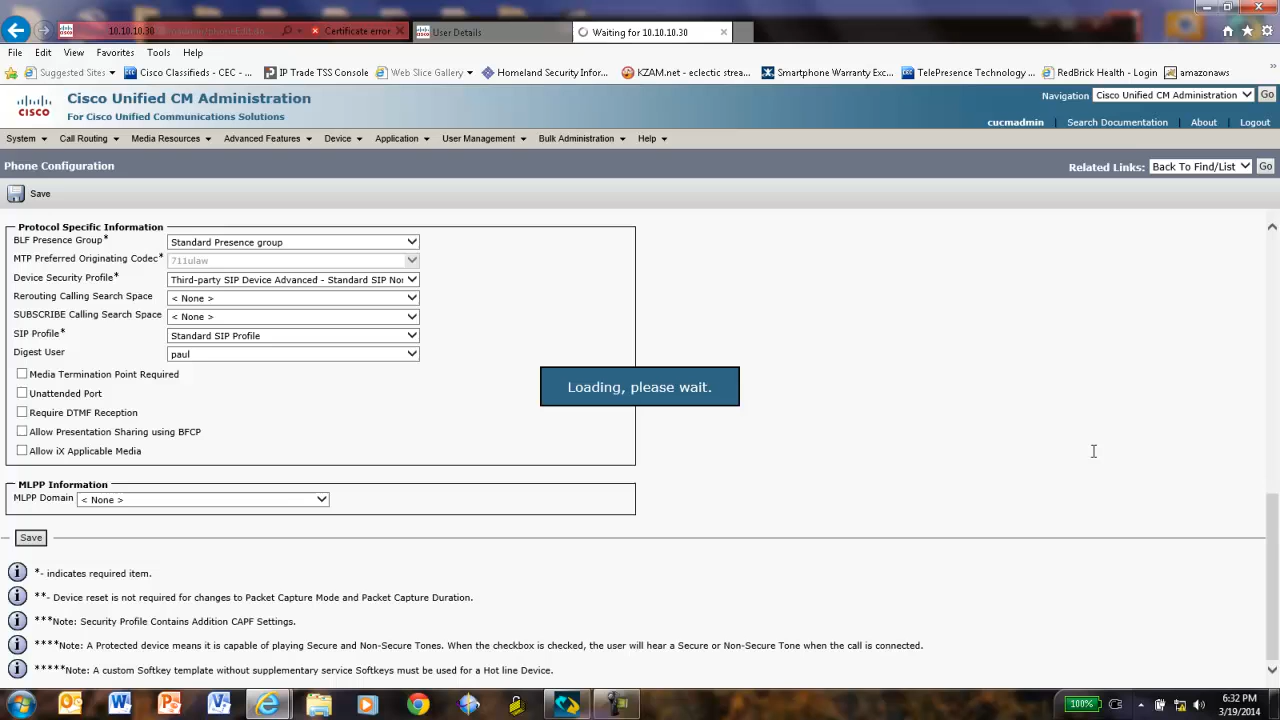 10.10.10.30
Certificate error
User Details
Waiting for 10.10.10.30
File Edit View Favorites Tools Help
Suggested Sites Cisco Classifieds - CEC - ... IP Trade TSS Console Web Slice Gallery Homeland Security Infor... KZAM.net - eclectic strea... Smartphone Warranty Exc... TelePresence Technology ... RedBrick Health - Login amazonaws
Cisco Unified CM Administration
For Cisco Unified Communications Solutions
CISCO
Navigation Cisco Unified CM Administration Go
cucmadmin | Search Documentation | About | Logout
System Call Routing Media Resources Advanced Features Device Application User Management Bulk Administration Help
Phone Configuration
Related Links: Back To Find/List Go
Save
Protocol Specific Information
BLF Presence Group* Standard Presence group
MTP Preferred Originating Codec* 711ulaw
Device Security Profile* Third-party SIP Device Advanced - Standard SIP No
Rerouting Calling Search Space < None >
SUBSCRIBE Calling Search Space < None >
SIP Profile* Standard SIP Profile
Digest User paul
Media Termination Point Required
Unattended Port
Require DTMF Reception
Allow Presentation Sharing using BFCP
Allow iX Applicable Media
Loading, please wait.
MLPP Information
MLPP Domain < None >
Save
*- indicates required item.
**- Device reset is not required for changes to Packet Capture Mode and Packet Capture Duration.
***Note: Security Profile Contains Addition CAPF Settings.
****Note: A Protected device means it is capable of playing Secure and Non-Secure Tones. When the checkbox is checked, the user will hear a Secure or Non-Secure Tone when the call is connected.
*****Note: A custom Softkey template without supplementary service Softkeys must be used for a Hot line Device.
100%
6:32 PM
3/19/2014